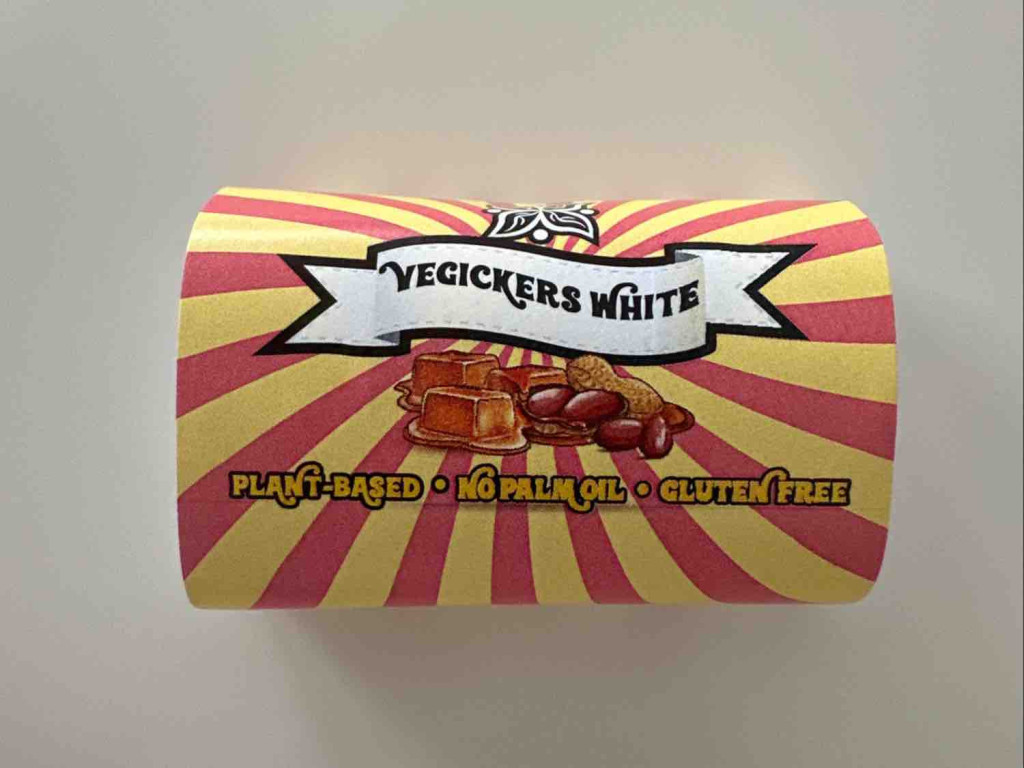 VEGICKERS WHITE
PLANT-BASED • NO PALM OIL • GLUTEN FREE